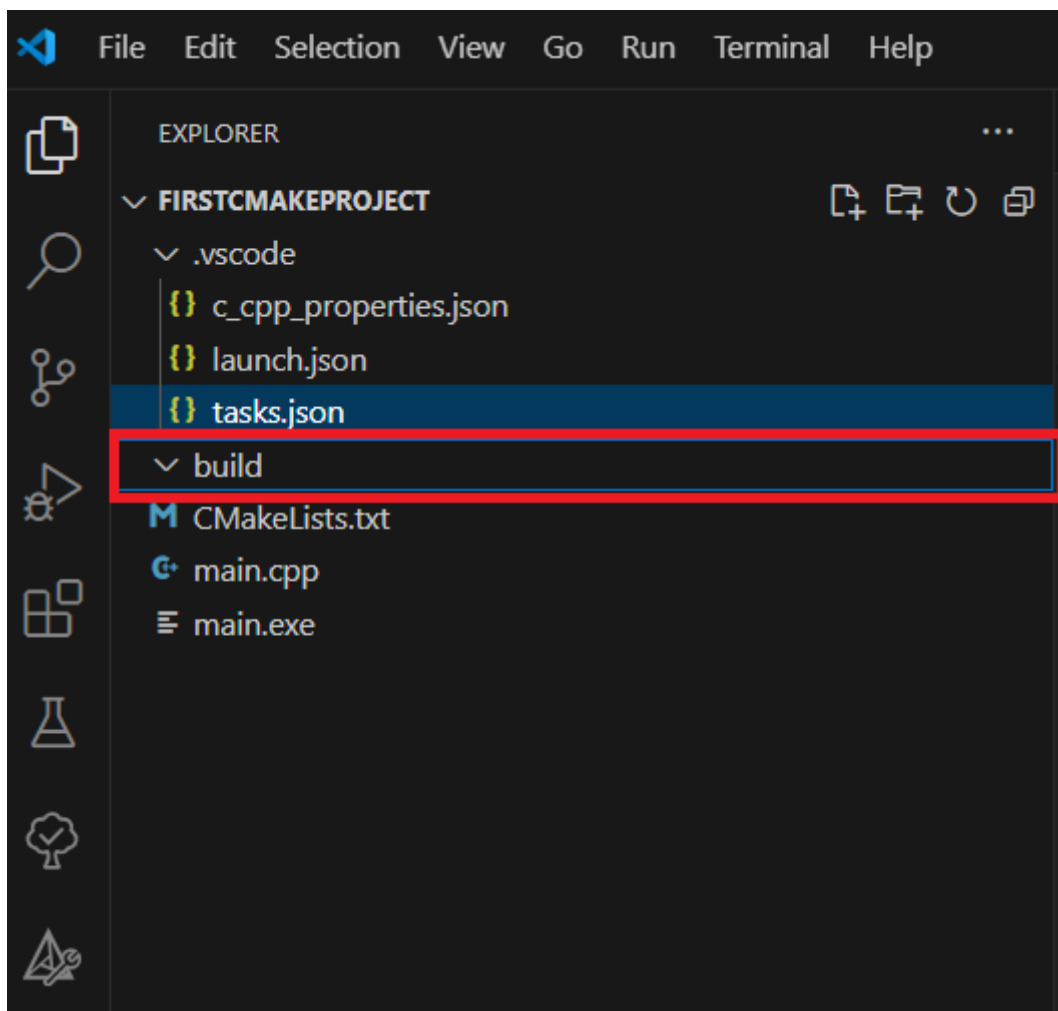 File Edit Selection View Go Run Terminal Help
EXPLORER
FIRSTCMAKEPROJECT
.vscode
{} c_cpp_properties.json
{} launch.json
{} tasks.json
build
M CMakeLists.txt
main.cpp
main.exe